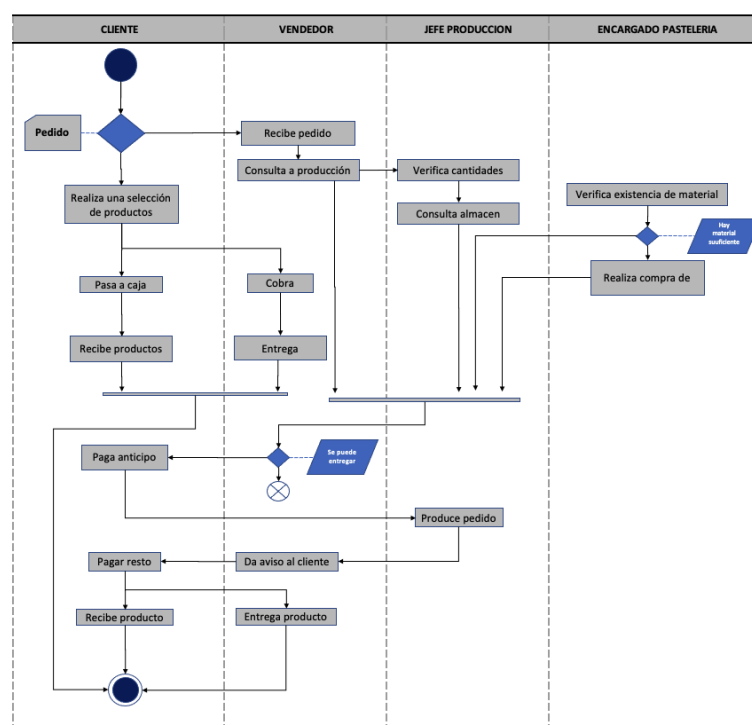 CLIENTE
VENDEDOR
JEFE PRODUCCION
ENCARGADO PASTELERIA
Pedido
Recibe pedido
Consulta a producción
Verifica cantidades
Realiza una selección
de productos
Consulta almacen
Verifica existencia de material
Hay
material
suuficiente
Pasa a caja
Cobra
Realiza compra de
Recibe productos
Entrega
Paga anticipo
Se puede
entregar
Produce pedido
Pagar resto
Da aviso al cliente
Recibe producto
Entrega producto